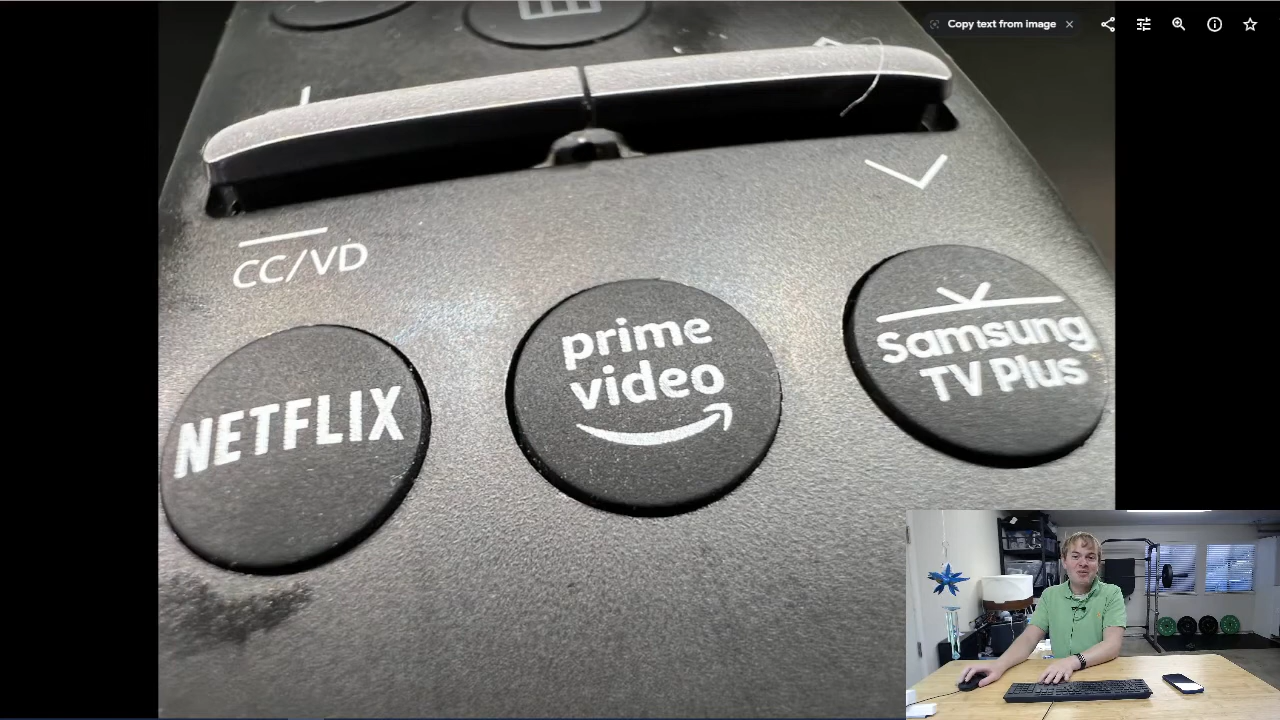 Copy text from image
CC/VD
NETFLIX
prime
video
Samsung
TV Plus